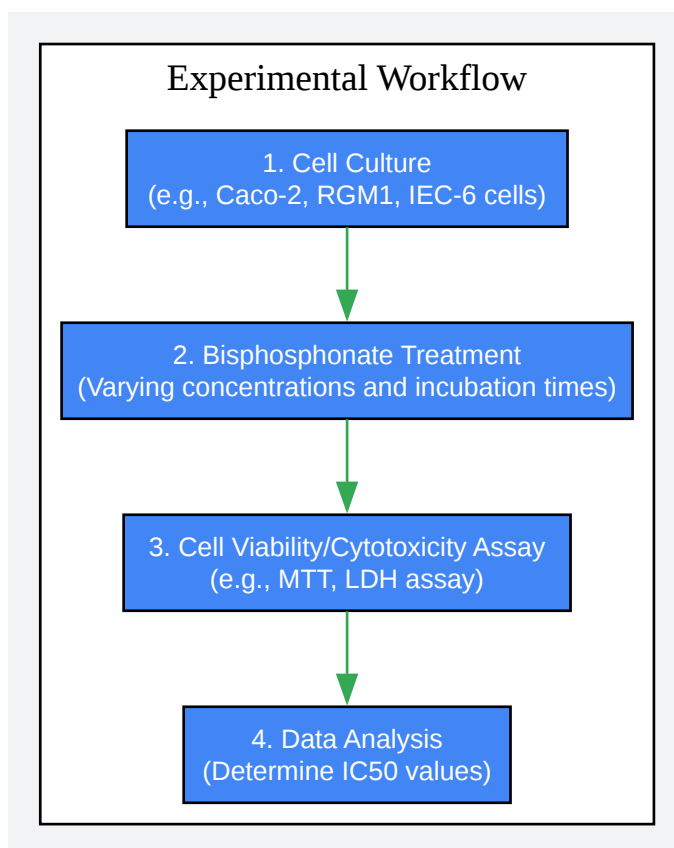 Experimental Workflow
1. Cell Culture
(e.g., Caco-2, RGM1, IEC-6 cells)
2. Bisphosphonate Treatment
(Varying concentrations and incubation times)
3. Cell Viability/Cytotoxicity Assay
(e.g., MTT, LDH assay)
4. Data Analysis
(Determine IC50 values)